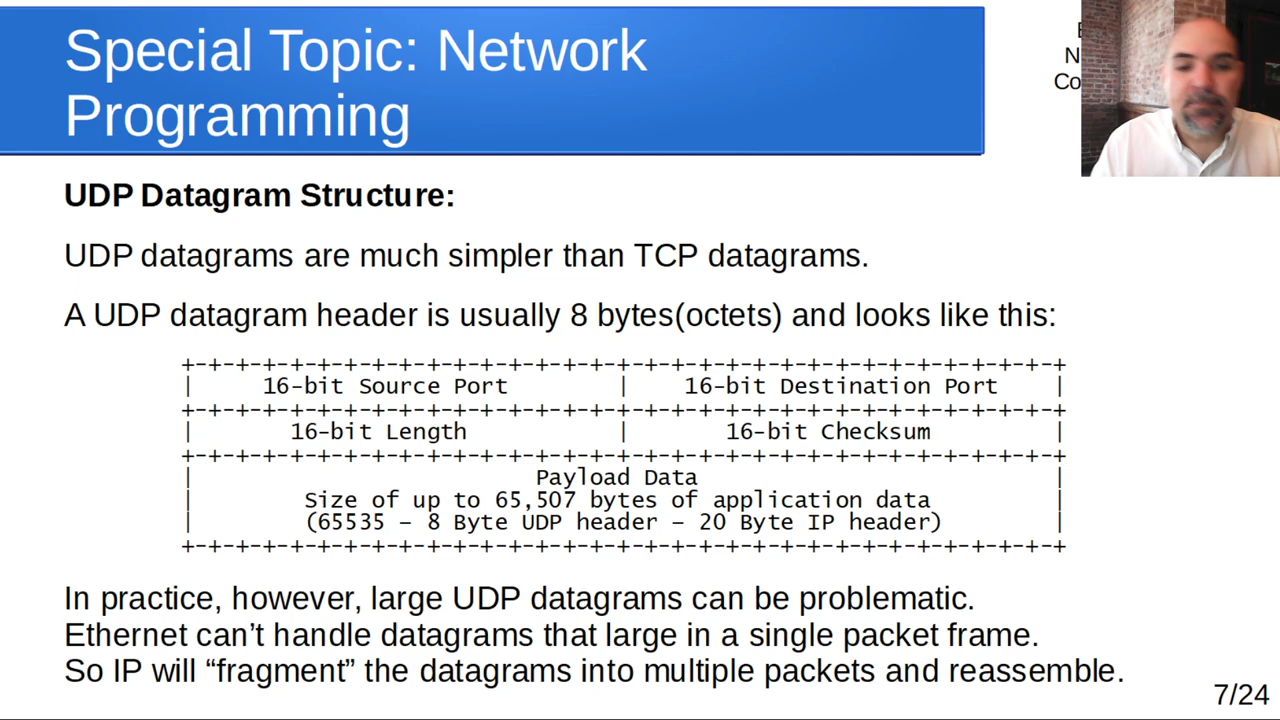 Special Topic: Network
Programming
UDP Datagram Structure:
UDP datagrams are much simpler than TCP datagrams.
A UDP datagram header is usually 8 bytes(octets) and looks like this:
+-+-+-+-+-+-+-+-+-+-+-+-+-+-+-+-+-+-+-+-+-+-+-+-+-+-+-+-+-+-+-+-+
| 16-bit Source Port | 16-bit Destination Port |
+-+-+-+-+-+-+-+-+-+-+-+-+-+-+-+-+-+-+-+-+-+-+-+-+-+-+-+-+-+-+-+-+
| 16-bit Length | 16-bit Checksum |
+-+-+-+-+-+-+-+-+-+-+-+-+-+-+-+-+-+-+-+-+-+-+-+-+-+-+-+-+-+-+-+-+
| Payload Data |
| Size of up to 65,507 bytes of application data |
| (65535 – 8 Byte UDP header – 20 Byte IP header) |
+-+-+-+-+-+-+-+-+-+-+-+-+-+-+-+-+-+-+-+-+-+-+-+-+-+-+-+-+-+-+-+-+
In practice, however, large UDP datagrams can be problematic.
Ethernet can’t handle datagrams that large in a single packet frame.
So IP will “fragment” the datagrams into multiple packets and reassemble.
7/24